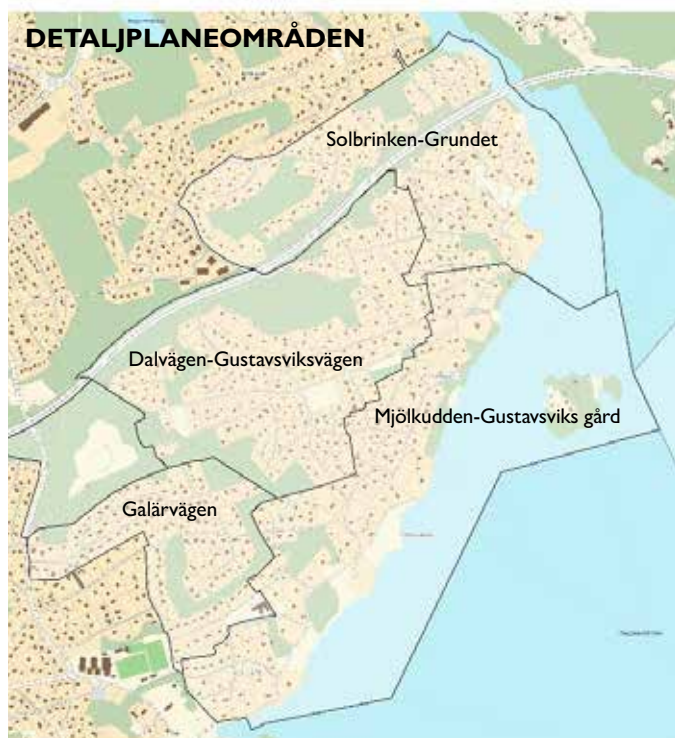 DETALJPLANEOMRÅDEN
Solbrinken-Grundet
Dalvägen-Gustavsviksvägen
Mjölkudden-Gustavsviks gård
Galärvägen